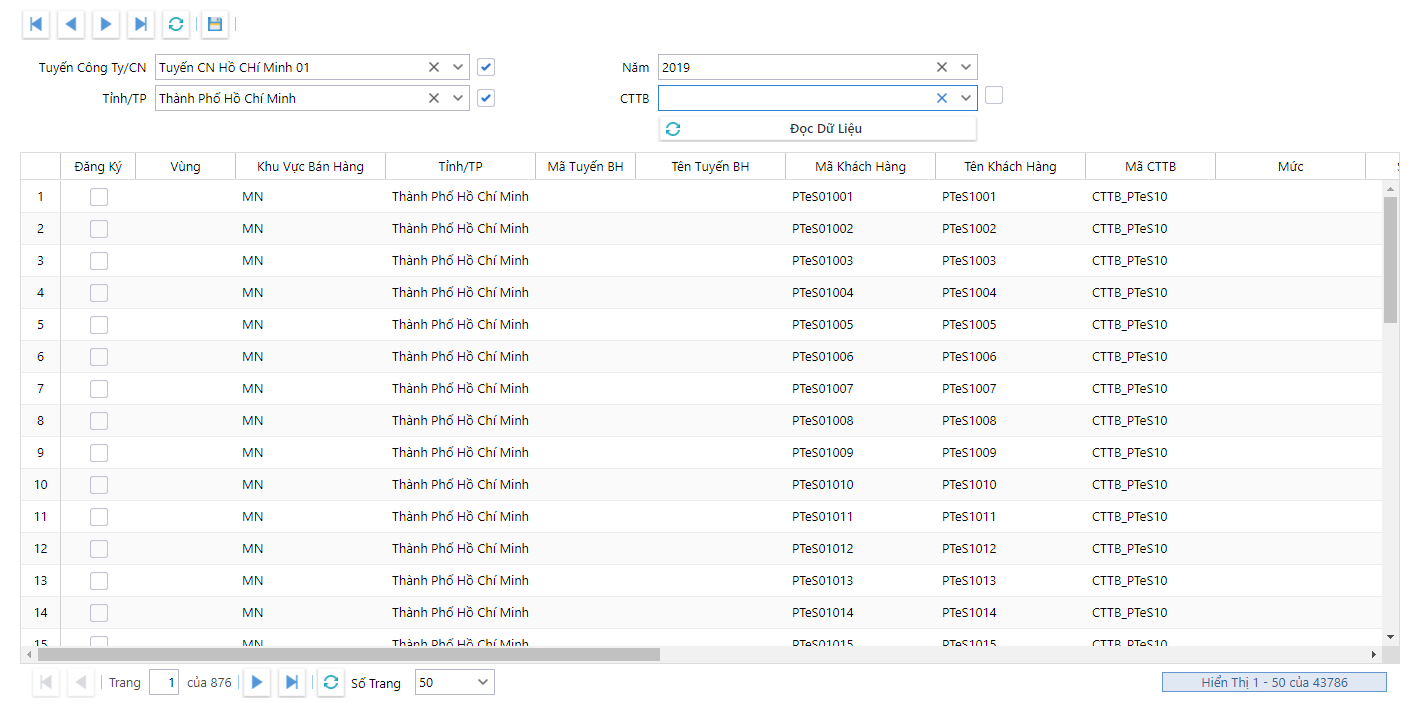 Tuyến Công Ty/CN Tuyến CN Hồ CHí Minh 01 Năm 2019
Tỉnh/TP Thành Phố Hồ Chí Minh CTTB
Đọc Dữ Liệu
Đăng Ký Vùng Khu Vực Bán Hàng Tỉnh/TP Mã Tuyến BH Tên Tuyến BH Mã Khách Hàng Tên Khách Hàng Mã CTTB Mức
1 MN Thành Phố Hồ Chí Minh PTeS01001 PTeS1001 CTTB_PTeS10
2 MN Thành Phố Hồ Chí Minh PTeS01002 PTeS1002 CTTB_PTeS10
3 MN Thành Phố Hồ Chí Minh PTeS01003 PTeS1003 CTTB_PTeS10
4 MN Thành Phố Hồ Chí Minh PTeS01004 PTeS1004 CTTB_PTeS10
5 MN Thành Phố Hồ Chí Minh PTeS01005 PTeS1005 CTTB_PTeS10
6 MN Thành Phố Hồ Chí Minh PTeS01006 PTeS1006 CTTB_PTeS10
7 MN Thành Phố Hồ Chí Minh PTeS01007 PTeS1007 CTTB_PTeS10
8 MN Thành Phố Hồ Chí Minh PTeS01008 PTeS1008 CTTB_PTeS10
9 MN Thành Phố Hồ Chí Minh PTeS01009 PTeS1009 CTTB_PTeS10
10 MN Thành Phố Hồ Chí Minh PTeS01010 PTeS1010 CTTB_PTeS10
11 MN Thành Phố Hồ Chí Minh PTeS01011 PTeS1011 CTTB_PTeS10
12 MN Thành Phố Hồ Chí Minh PTeS01012 PTeS1012 CTTB_PTeS10
13 MN Thành Phố Hồ Chí Minh PTeS01013 PTeS1013 CTTB_PTeS10
14 MN Thành Phố Hồ Chí Minh PTeS01014 PTeS1014 CTTB_PTeS10
15 MN Thành Phố Hồ Chí Minh PTeS01015 PTeS1015 CTTB_PTeS10
Trang 1 của 876 Số Trang 50 Hiển Thị 1 - 50 của 43786